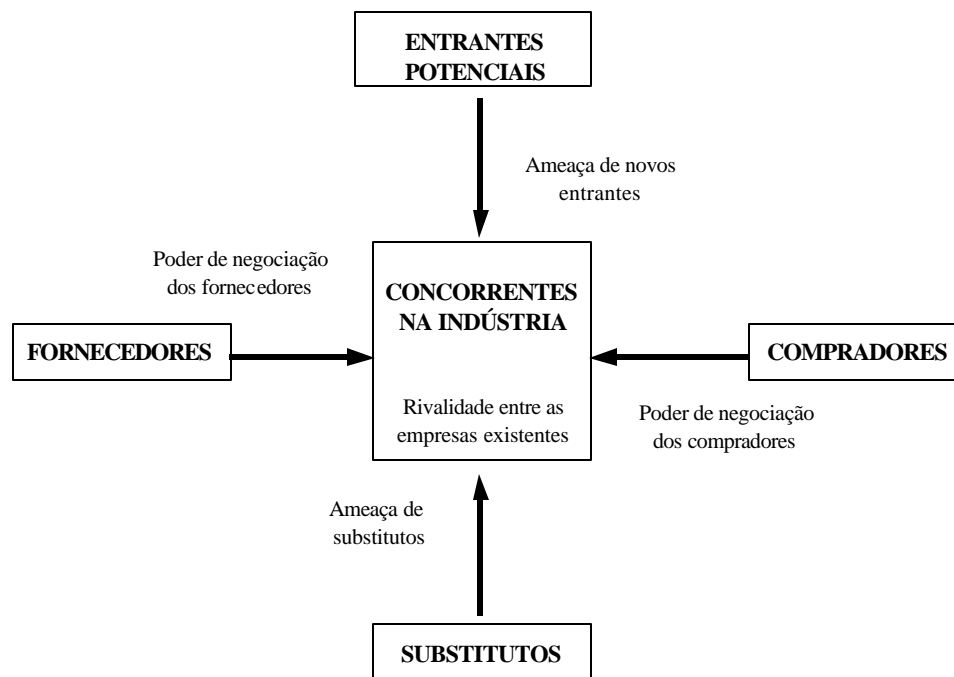 ENTRANTES
POTENCIAIS
Ameaça de novos
entrantes
Poder de negociação
dos fornecedores
CONCORRENTES
NA INDÚSTRIA
FORNECEDORES
COMPRADORES
Rivalidade entre as
empresas existentes
Poder de negociação
dos compradores
Ameaça de
substitutos
SUBSTITUTOS